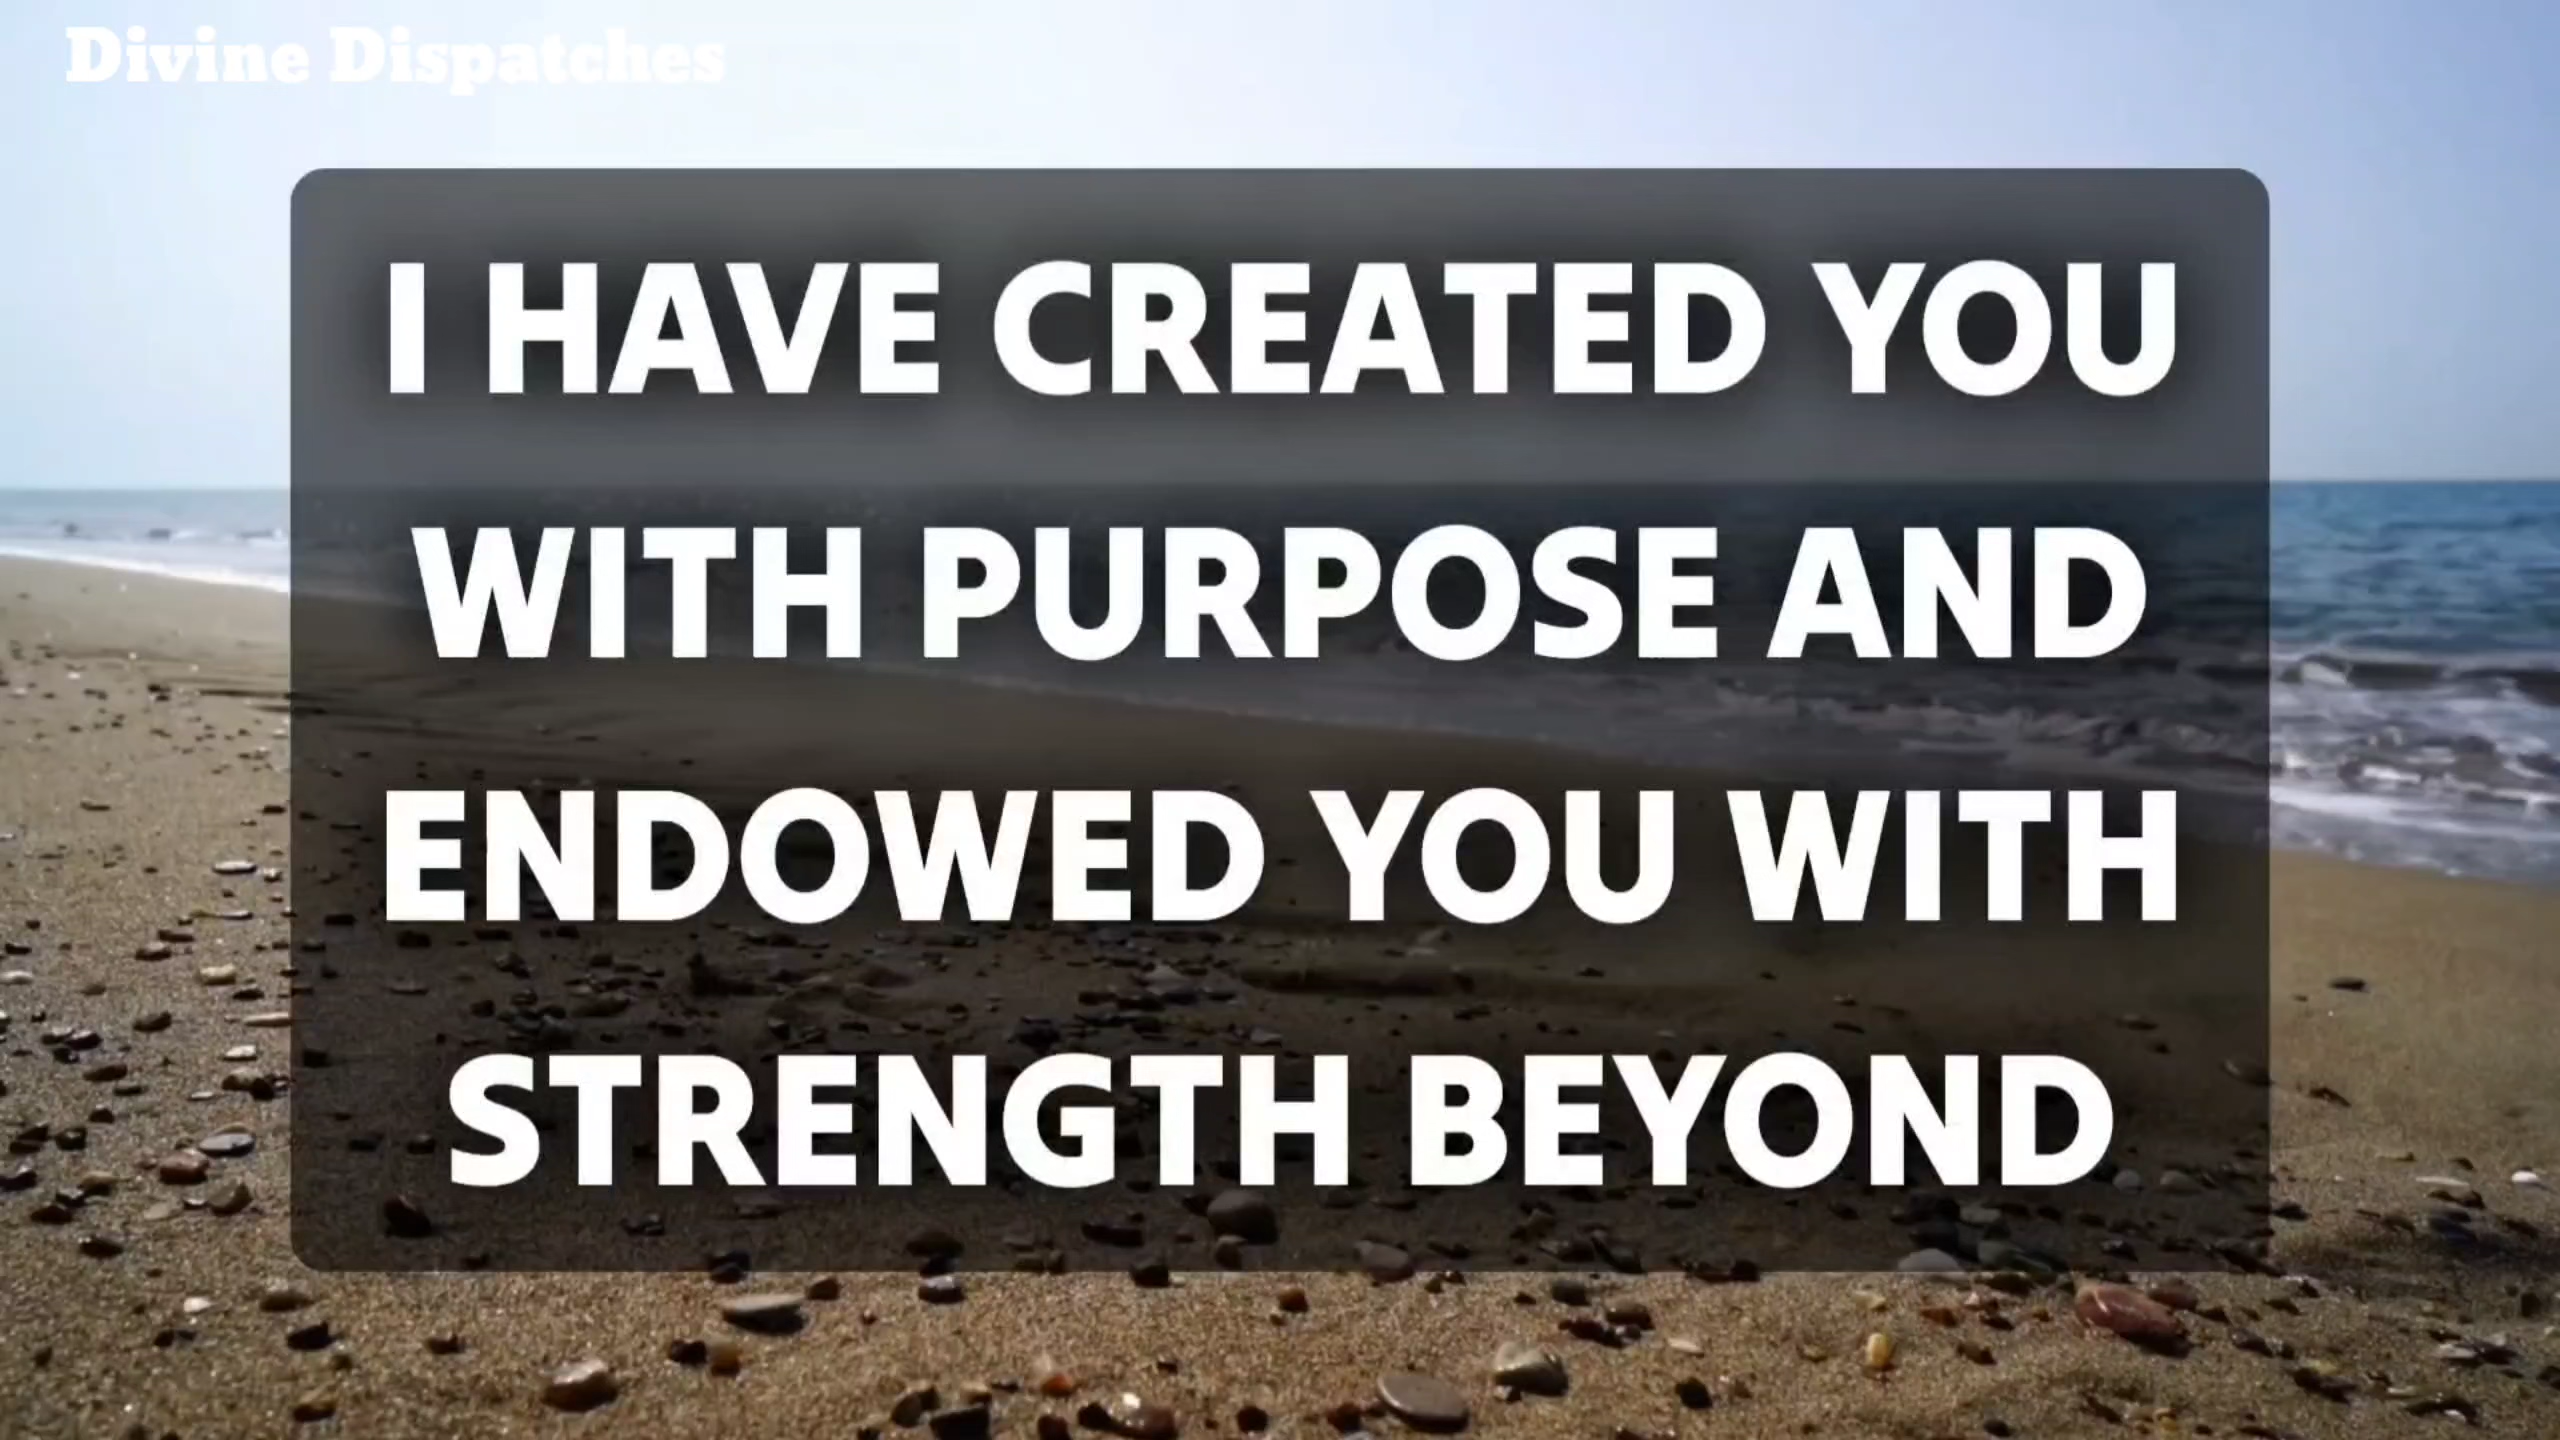 Divine Dispatches
I HAVE CREATED YOU
WITH PURPOSE AND
ENDOWED YOU WITH
STRENGTH BEYOND